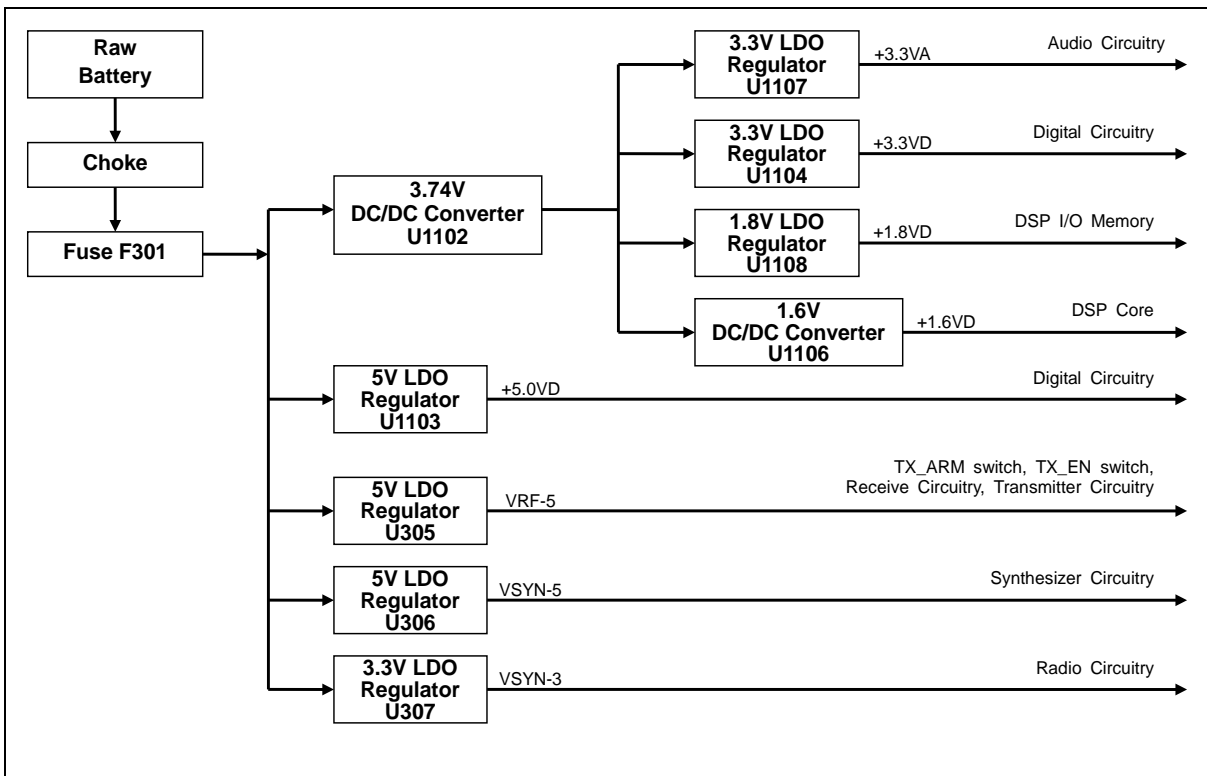 Raw
Battery
Choke
Fuse F301
3.74V
DC/DC Converter
U1102
3.3V LDO
Regulator
U1107
+3.3VA
Audio Circuitry
3.3V LDO
Regulator
U1104
+3.3VD
Digital Circuitry
1.8V LDO
Regulator
U1108
+1.8VD
DSP I/O Memory
1.6V
DC/DC Converter
U1106
+1.6VD
DSP Core
5V LDO
Regulator
U1103
+5.0VD
Digital Circuitry
5V LDO
Regulator
U305
VRF-5
TX_ARM switch, TX_EN switch,
Receive Circuitry, Transmitter Circuitry
5V LDO
Regulator
U306
VSYN-5
Synthesizer Circuitry
3.3V LDO
Regulator
U307
VSYN-3
Radio Circuitry